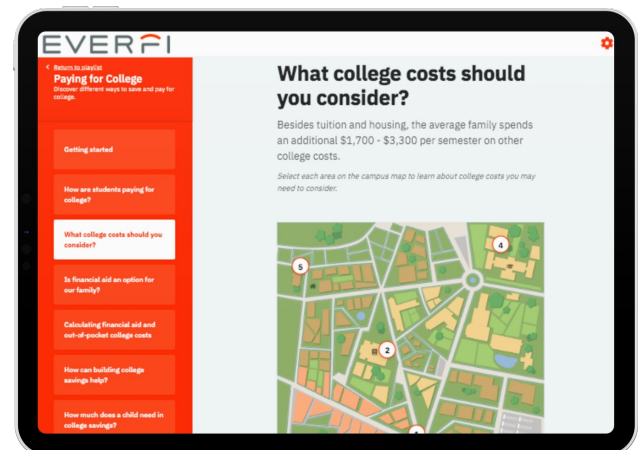 EVERFI
Return to playlist
Paying for College
Discover different ways to save and pay for
college.
Getting started
How are students paying for
college?
What college costs should you
consider?
Is financial aid an option for
our family?
Calculating financial aid and
out-of-pocket college costs
How can building college
savings help?
How much does a child need in
college savings?
What college costs should
you consider?
Besides tuition and housing, the average family spends
an additional $1,700 - $3,300 per semester on other
college costs.
Select each area on the campus map to learn about college costs you may
need to consider.
4
5
2